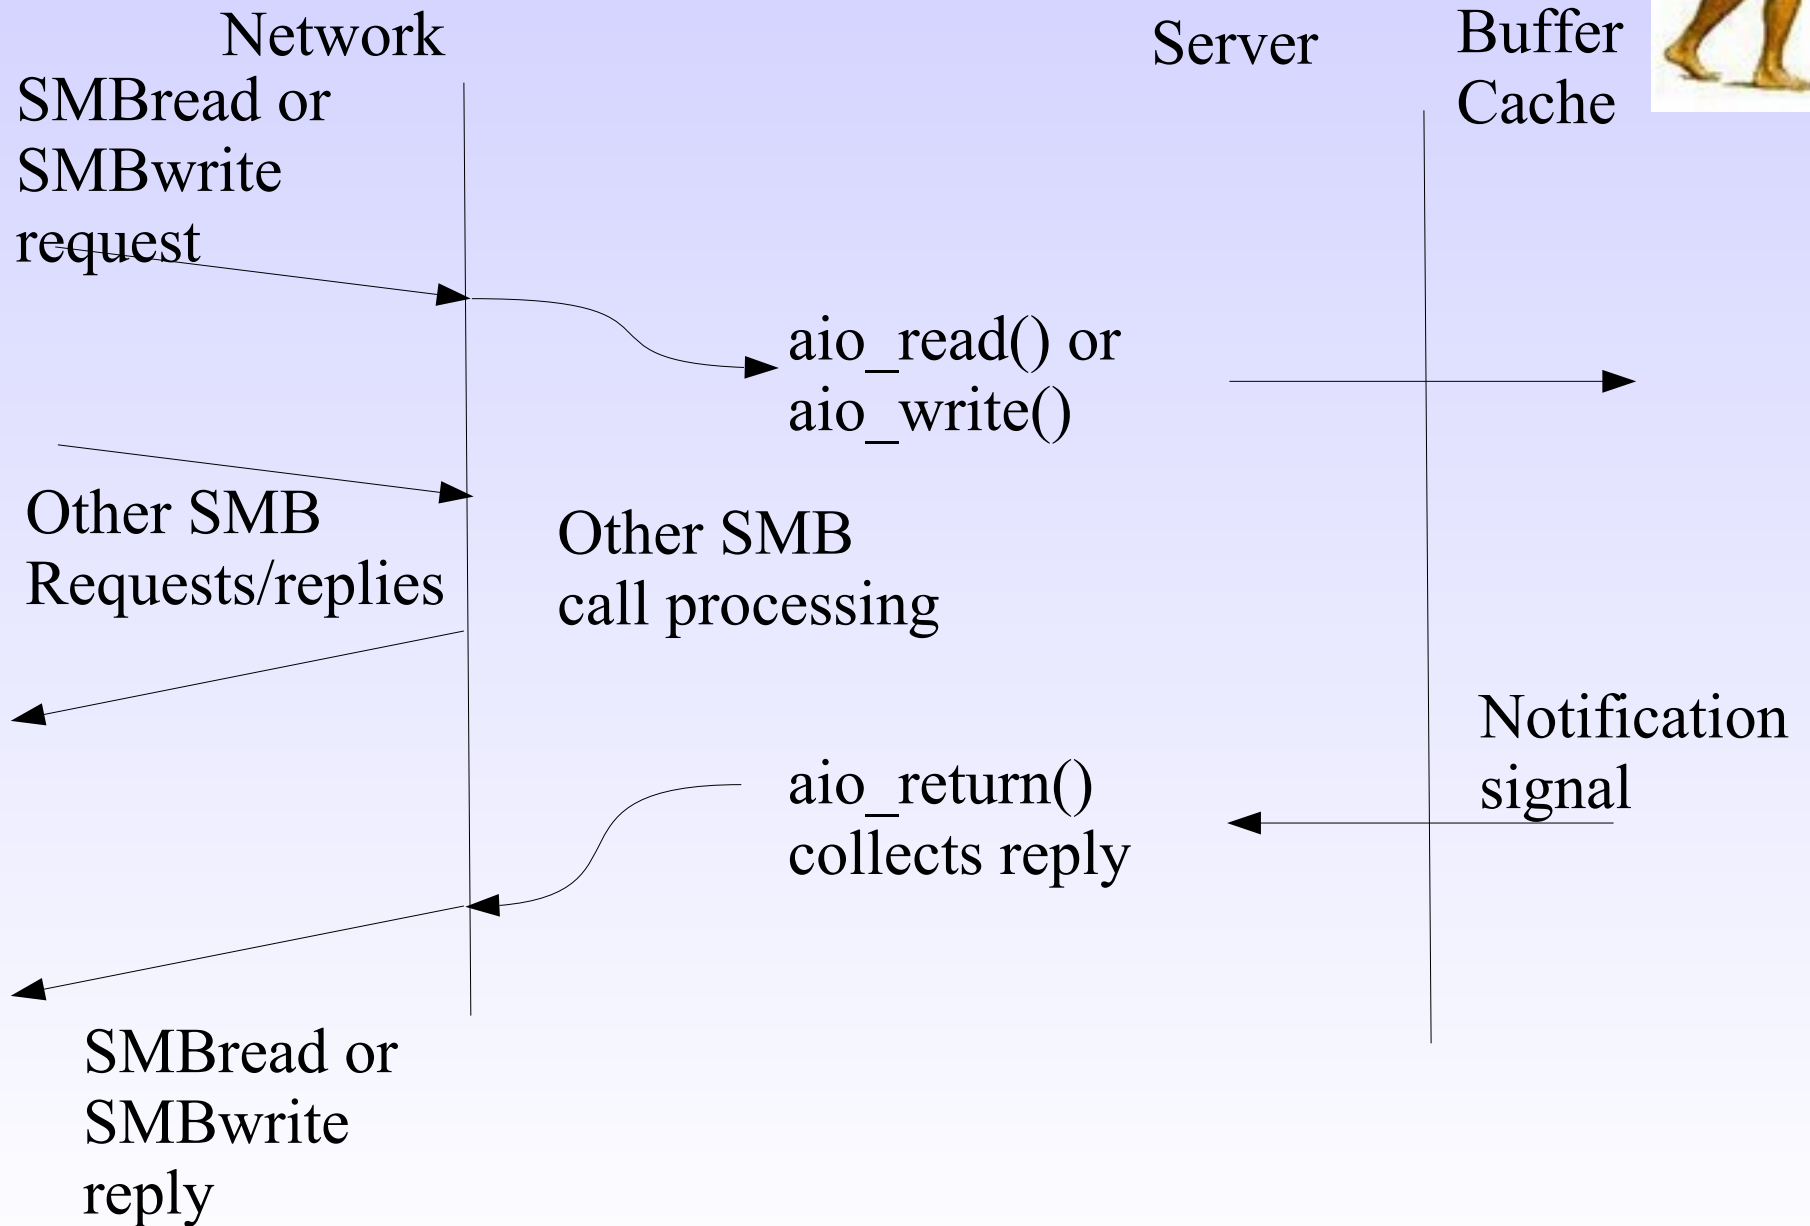 Network
Server
Buffer
Cache
SMBread or
SMBwrite
request
aio_read() or
aio_write()
Other SMB
Requests/replies
Other SMB
call processing
Notification
signal
aio_return()
collects reply
SMBread or
SMBwrite
reply